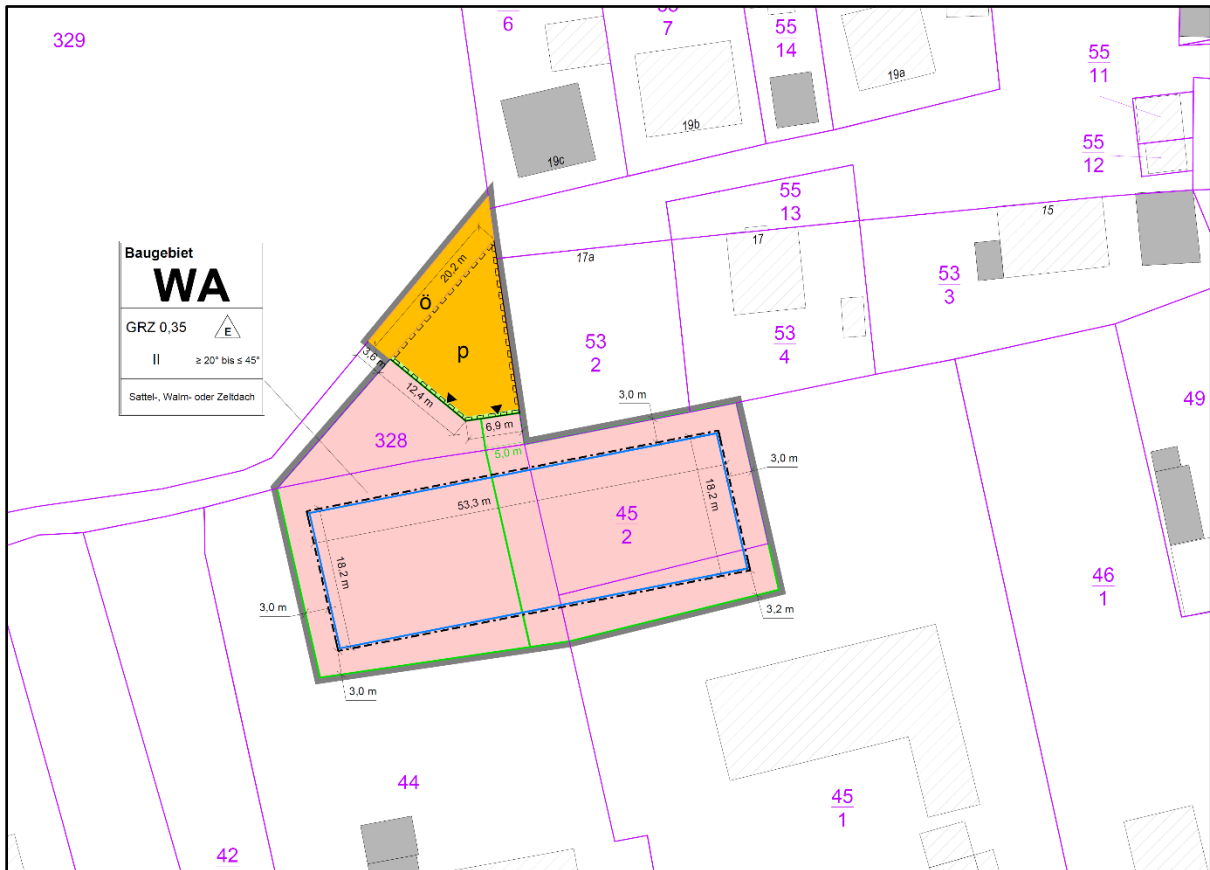 329
6
7
55
14
19a
55
11
19b
55
12
19c
55
13
15
17
17a
53
3
Baugebiet
WA
GRZ 0,35
E
II
≥ 20° bis ≤ 45°
Sattel-, Walm- oder Zeltdach
20,2 m
ö
p
3,6 m
12,4 m
6,9 m
5,0 m
328
53
2
53
4
3,0 m
49
3,0 m
53,3 m
18,2 m
45
2
18,2 m
3,0 m
3,2 m
3,0 m
46
1
44
45
1
42